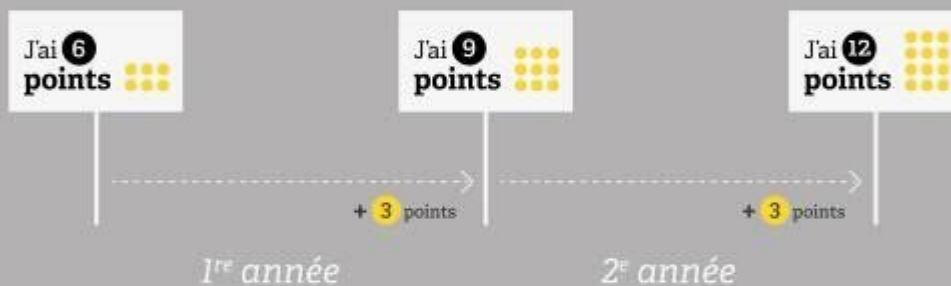 J'ai 6
points
J'ai 9
points
J'ai 12
points
+ 3 points
+ 3 points
1re année
2e année